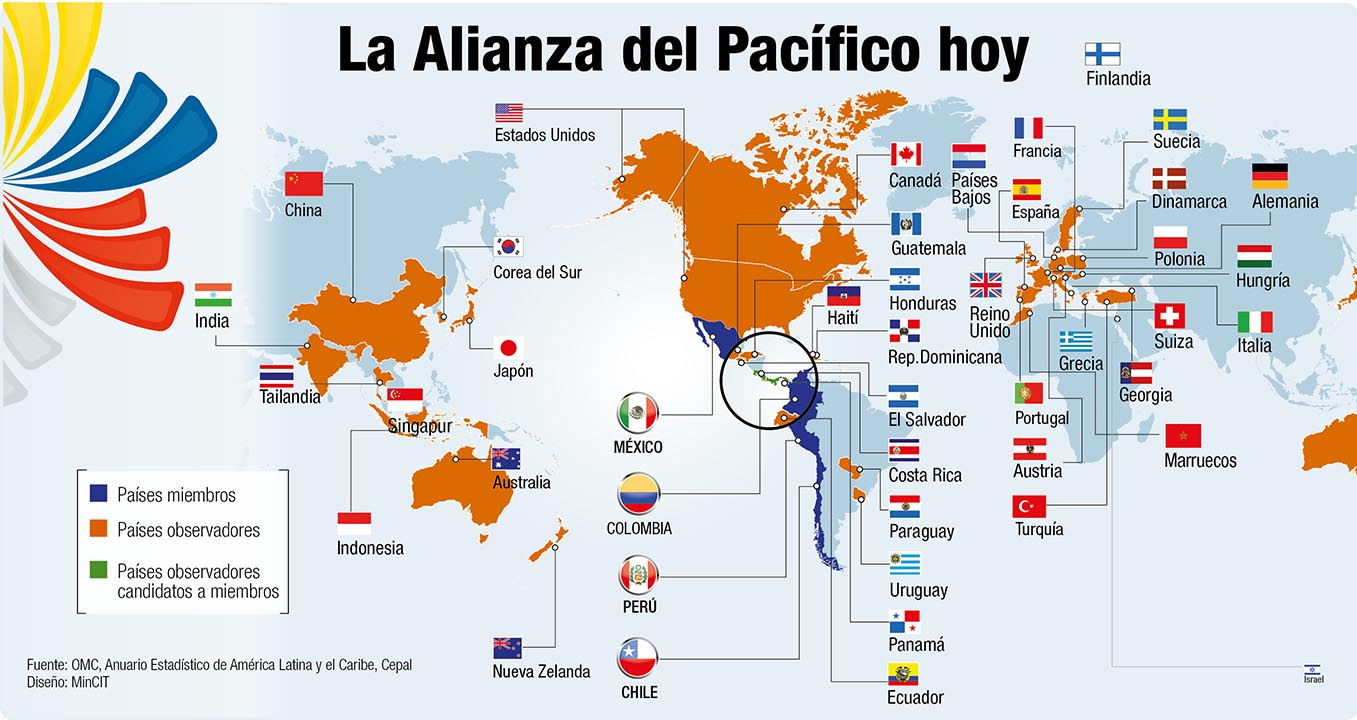 La Alianza del Pacífico hoy
Finlandia
Estados Unidos
Francia
Suecia
China
Canadá
Países
Bajos
España
Dinamarca
Alemania
Corea del Sur
Guatemala
Polonia
Hungría
India
Honduras
Haití
Reino
Unido
Rep.Dominicana
Grecia
Suiza
Italia
Japón
Tailandia
Singapur
Georgia
El Salvador
Portugal
MÉXICO
Marruecos
Costa Rica
Austria
Australia
COLOMBIA
Paraguay
Turquía
Países miembros
Países observadores
Países observadores
candidatos a miembros
Indonesia
Uruguay
PERÚ
Panamá
Nueva Zelanda
CHILE
Ecuador
Israel
Fuente: OMC, Anuario Estadístico de América Latina y el Caribe, Cepal
Diseño: MinCIT